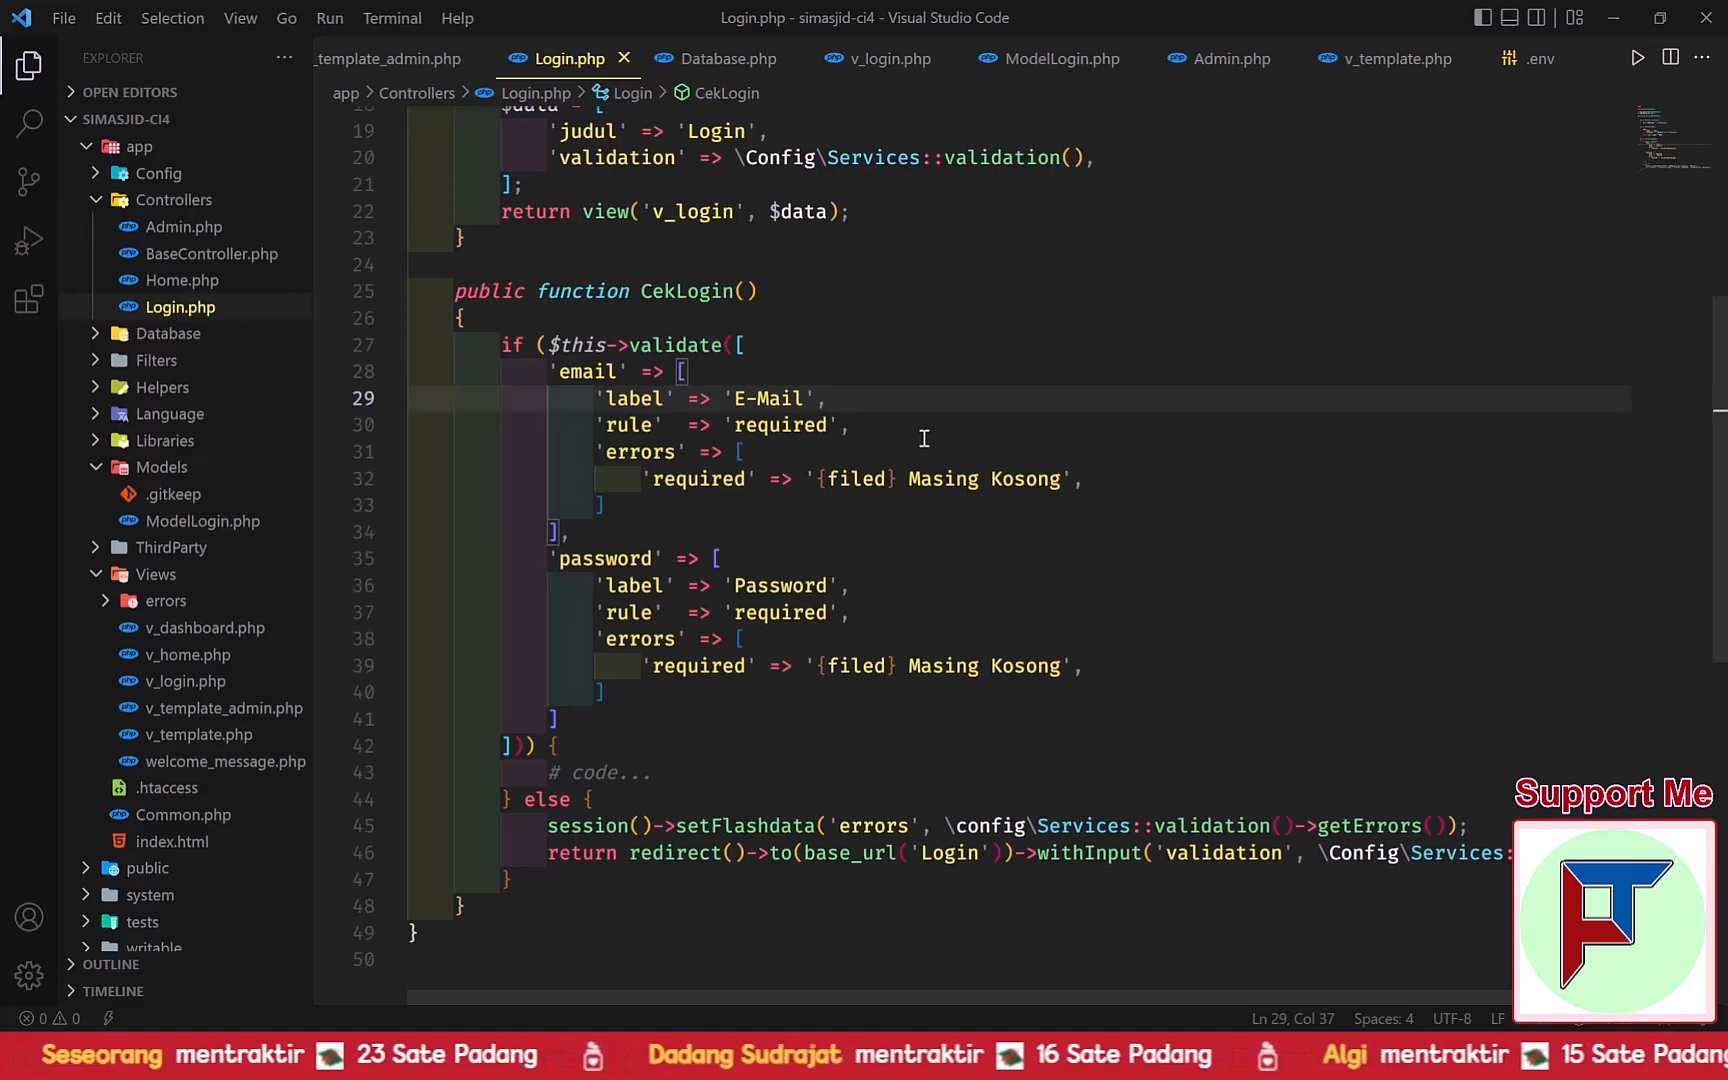 File Edit Selection View Go Run Terminal Help
Login.php - simasjid-ci4 - Visual Studio Code
EXPLORER
OPEN EDITORS
SIMASJID-CI4
app
Config
Controllers
Admin.php
BaseController.php
Home.php
Login.php
Database
Filters
Helpers
Language
Libraries
Models
.gitkeep
ModelLogin.php
ThirdParty
Views
errors
v_dashboard.php
v_home.php
v_login.php
v_template_admin.php
v_template.php
welcome_message.php
.htaccess
Common.php
index.html
public
system
tests
writable
OUTLINE
TIMELINE
_template_admin.php Login.php Database.php v_login.php ModelLogin.php Admin.php v_template.php .env
app > Controllers > Login.php > Login > CekLogin
18 $data = [
19 'judul' => 'Login',
20 'validation' => \Config\Services::validation(),
21 ];
22 return view('v_login', $data);
23 }
24
25 public function CekLogin()
26 {
27 if ($this->validate([
28 'email' => [
29 'label' => 'E-Mail',
30 'rule' => 'required',
31 'errors' => [
32 'required' => '{filed} Masing Kosong',
33 ]
34 ],
35 'password' => [
36 'label' => 'Password',
37 'rule' => 'required',
38 'errors' => [
39 'required' => '{filed} Masing Kosong',
40 ]
41 ]
42 ])) {
43 # code...
44 } else {
45 session()->setFlashdata('errors', \config\Services::validation()->getErrors());
46 return redirect()->to(base_url('Login'))->withInput('validation', \Config\Services:
47 }
48 }
49 }
50
Support Me
0 0
Ln 29, Col 37 Spaces: 4 UTF-8 LF
Seseorang mentraktir 23 Sate Padang Dadang Sudrajat mentraktir 16 Sate Padang Algi mentraktir 15 Sate Padang